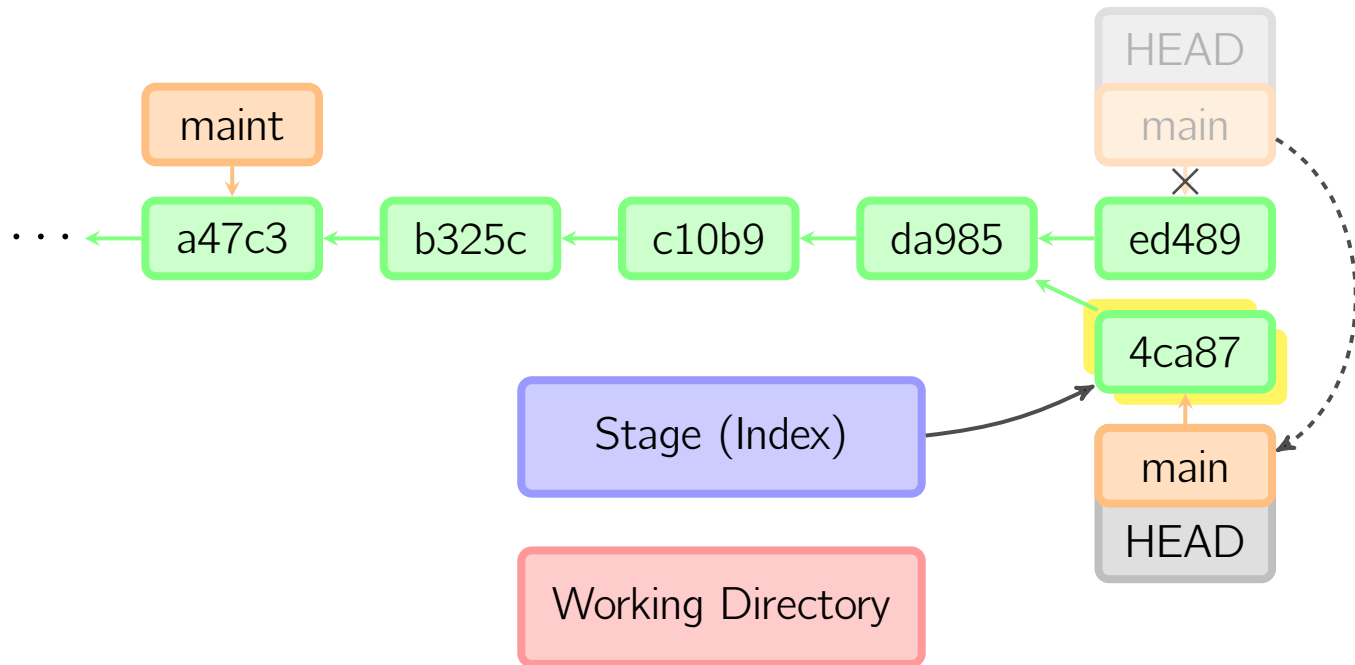 HEAD
maint
main
...
a47c3
b325c
c10b9
da985
ed489
4ca87
Stage (Index)
main
HEAD
Working Directory